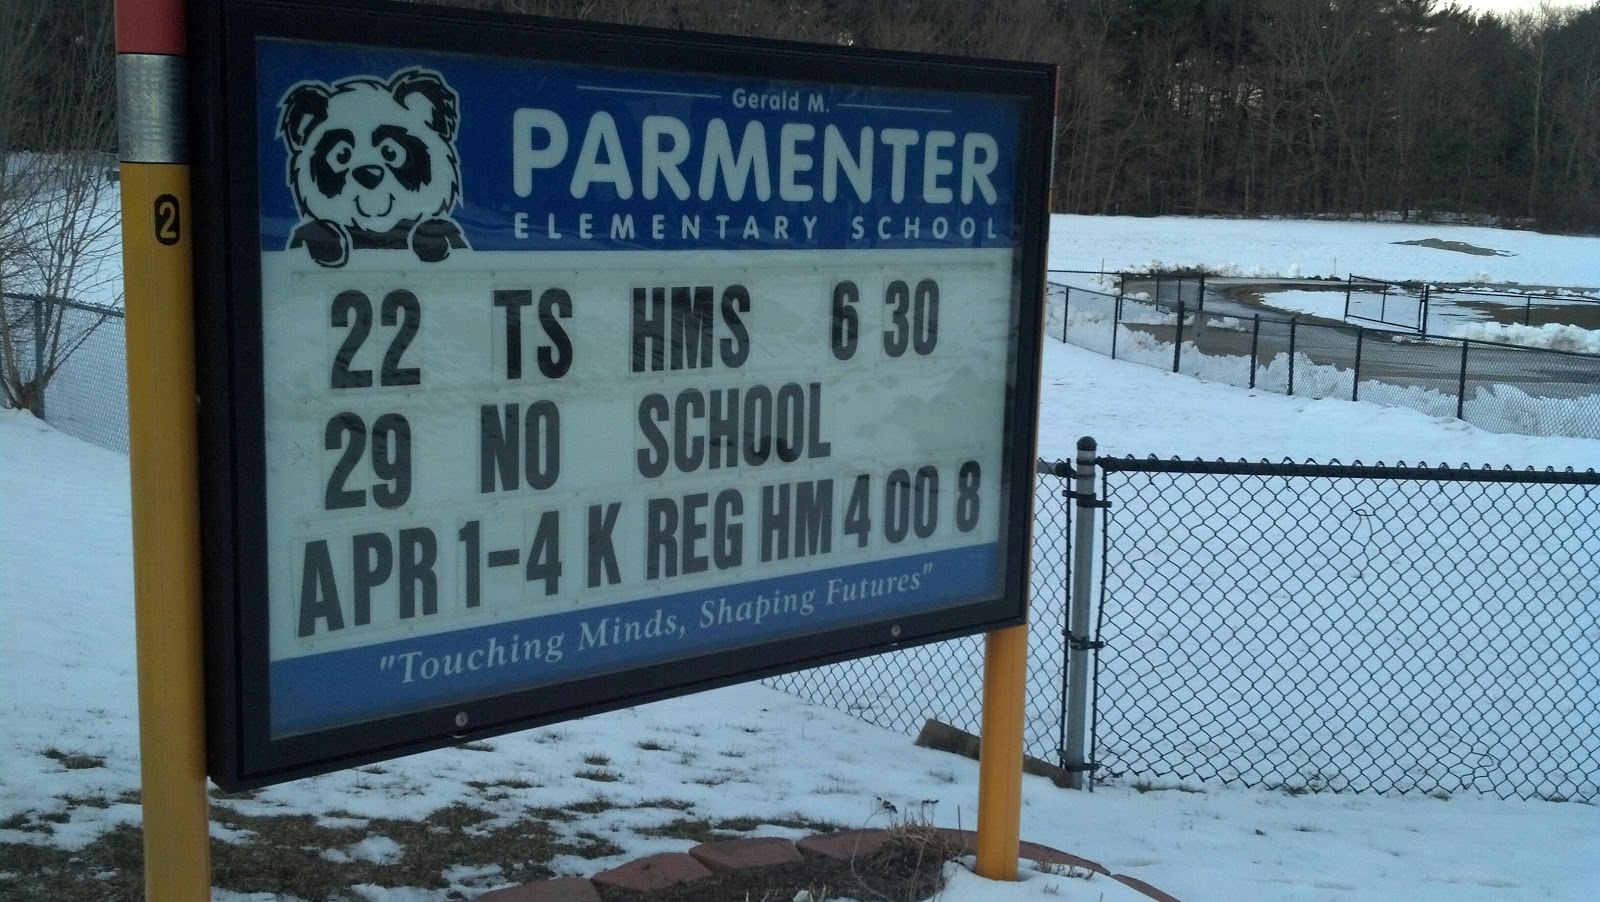 2
Gerald M.
PARMENTER
ELEMENTARY SCHOOL
22 TS HMS 6 30
29 NO SCHOOL
APR 1-4 K REG HM 4 00 8
"Touching Minds, Shaping Futures"